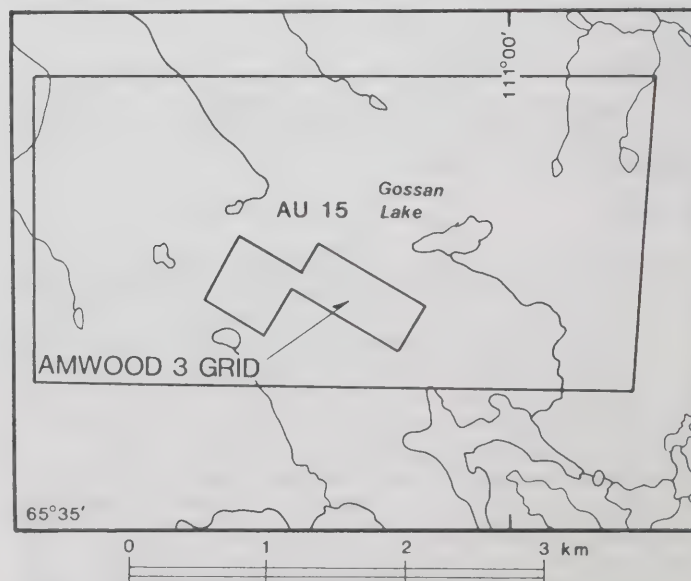 111°00′
Gossan
AU 15 Lake
AMWOOD 3 GRID
65°35′
0 1 2 3 km